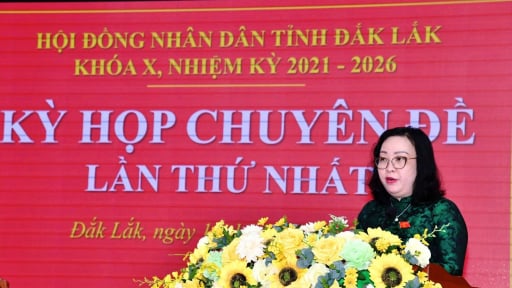 HỘI ĐỒNG NHÂN DÂN TỈNH ĐẮK LẮK
KHÓA X, NHIỆM KỲ 2021 - 2026
KỲ HỌP CHUYÊN ĐỀ
LẦN THỨ NHẤT
Đắk Lắk, ngày